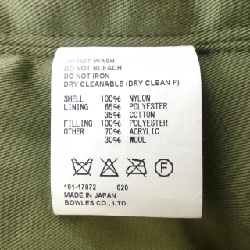 DO NOT WASH
DO NOT BLEACH
DO NOT IRON
DRY CLEANABLE (DRY CLEAN F)
SHELL 100% NYLON
LINING 65% POLYESTER
35% COTTON
FILLING 100% POLYESTER
OTHER 70% ACRYLIC
30% WOOL
161-17072 020
MADE IN JAPAN
BOWLES CO., LTD